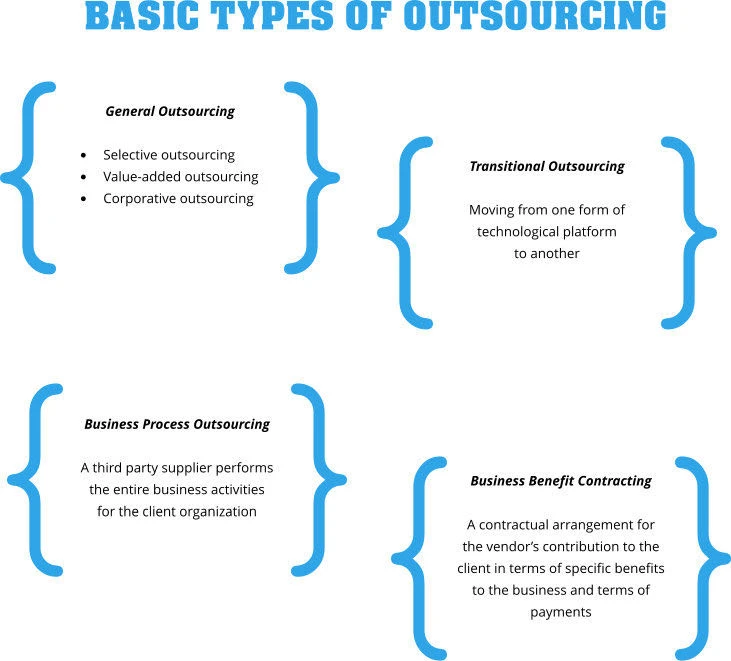 BASIC TYPES OF OUTSOURCING
General Outsourcing
• Selective outsourcing
• Value-added outsourcing
• Corporative outsourcing
Transitional Outsourcing
Moving from one form of
technological platform
to another
Business Process Outsourcing
A third party supplier performs
the entire business activities
for the client organization
Business Benefit Contracting
A contractual arrangement for
the vendor’s contribution to the
client in terms of specific benefits
to the business and terms of
payments